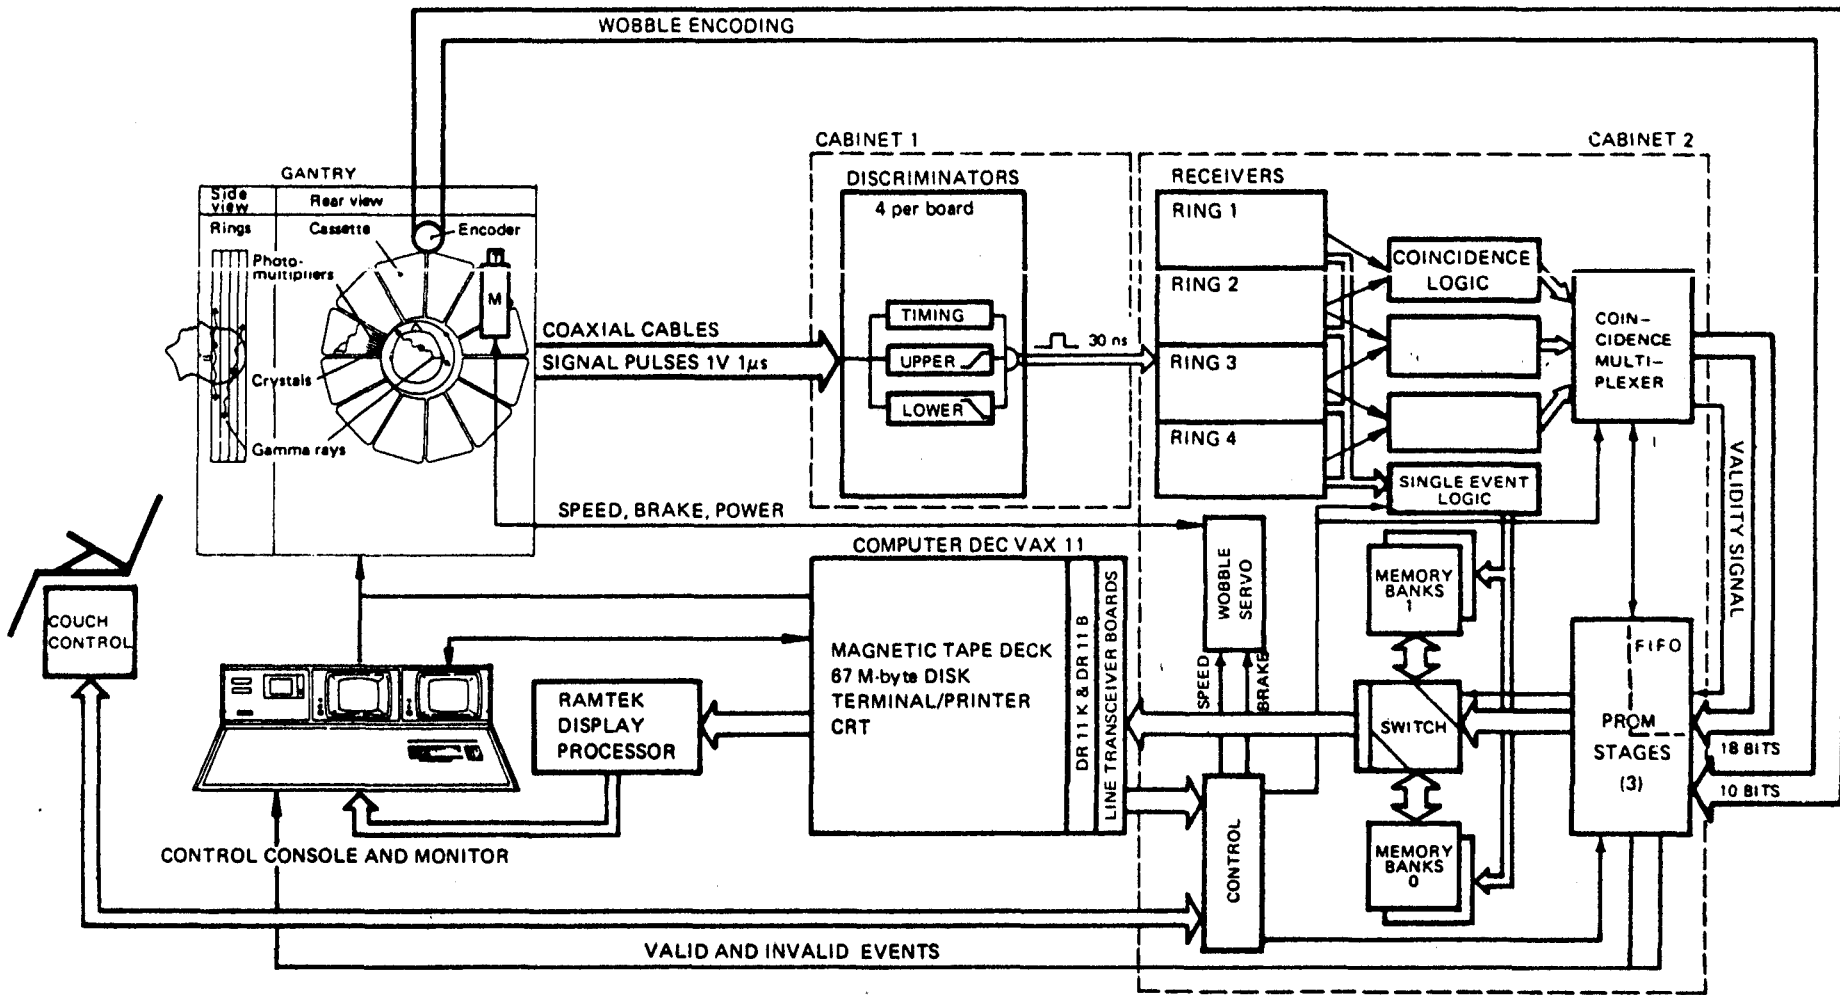 WOBBLE ENCODING
CABINET 1
CABINET 2
GANTRY
Side
view
Rear view
Rings
Cassette
Encoder
Photo-
multipliers
T
M
Crystals
Gamma rays
COAXIAL CABLES
SIGNAL PULSES 1V 1µs
DISCRIMINATORS
4 per board
TIMING
UPPER
LOWER
30 ns
RECEIVERS
RING 1
RING 2
RING 3
RING 4
COINCIDENCE
LOGIC
SINGLE EVENT
LOGIC
COIN-
CIDENCE
MULTI-
PLEXER
VALIDITY SIGNAL
SPEED, BRAKE, POWER
COMPUTER DEC VAX 11
MAGNETIC TAPE DECK
67 M-byte DISK
TERMINAL/PRINTER
CRT
DR 11 K & DR 11 B
LINE TRANSCEIVER BOARDS
WOBBLE
SERVO
SPEED
BRAKE
MEMORY
BANKS
1
SWITCH
MEMORY
BANKS
0
FIFO
PROM
STAGES
(3)
18 BITS
10 BITS
COUCH
CONTROL
RAMTEK
DISPLAY
PROCESSOR
CONTROL
CONTROL CONSOLE AND MONITOR
VALID AND INVALID EVENTS